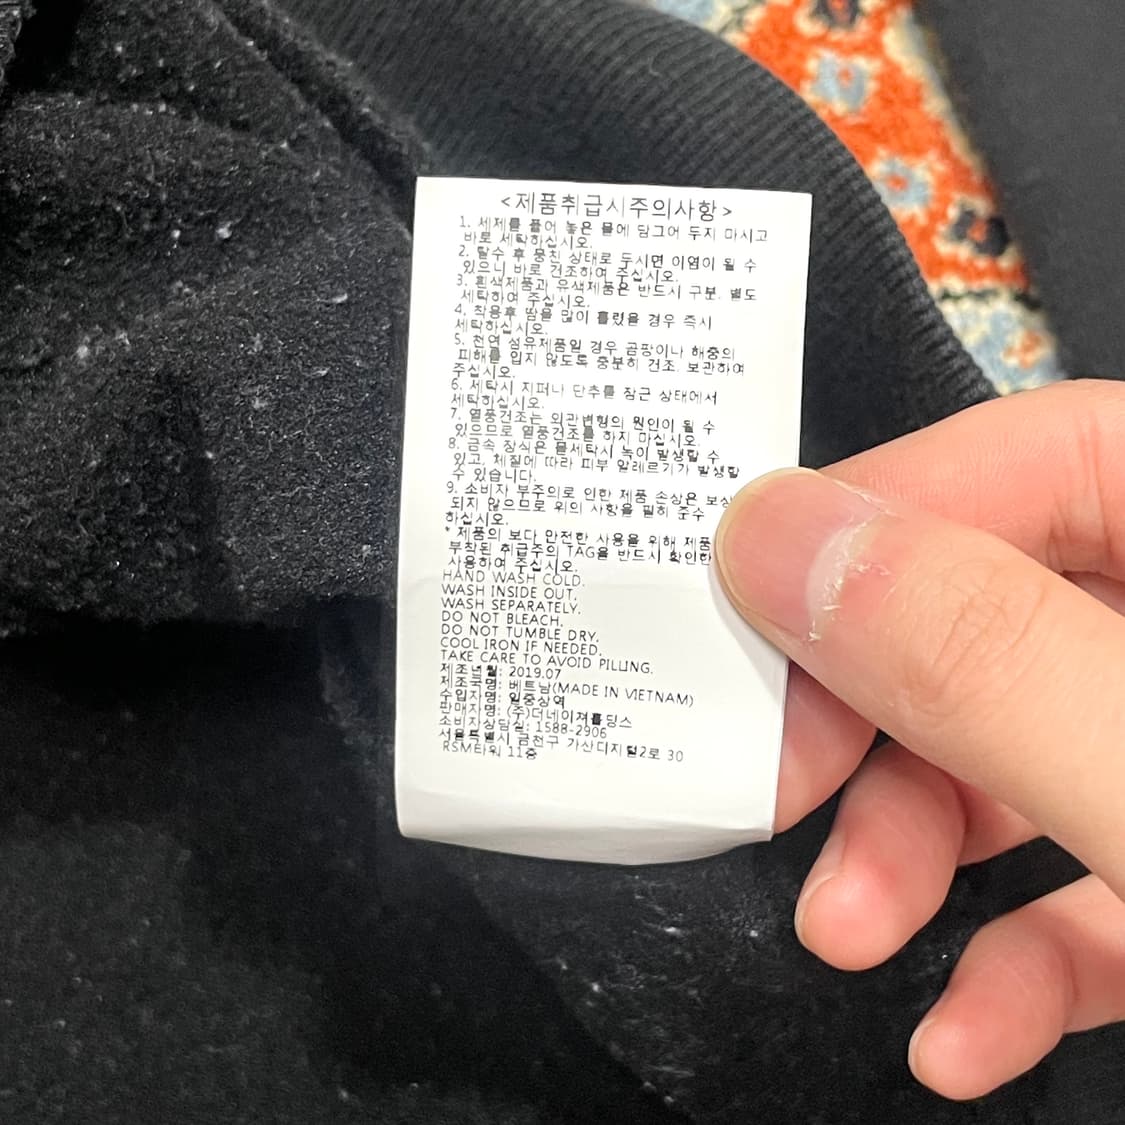 <제품취급시주의사항>
1. 세제를 풀어 놓은 물에 담그어 두지 마시고
바로 세탁하십시오.
2. 탈수 후 뭉친 상태로 두시면 이염이 될 수
있으니 바로 건조하여 주십시오.
3. 흰색제품과 유색제품은 반드시 구분. 별도
세탁하여 주십시오.
4. 착용후 땀을 많이 흘렸을 경우 즉시
세탁하십시오.
5. 천연 섬유제품일 경우 곰팡이나 해충의
피해를 입지 않도록 충분히 건조. 보관하여
주십시오.
6. 세탁시 지퍼나 단추를 잠근 상태에서
세탁하십시오.
7. 열풍건조는 외관변형의 원인이 될 수
있으므로 열풍건조를 하지 마십시오.
8. 금속 장식은 물세탁시 녹이 발생할 수
있고, 체질에 따라 피부 알레르기가 발생할
수 있습니다.
9. 소비자 부주의로 인한 제품 손상은 보상
되지 않으므로 위의 사항을 필히 준수
하십시오.
* 제품의 보다 안전한 사용을 위해 제품
부착된 취급주의 TAG을 반드시 확인한
사용하여 주십시오.
HAND WASH COLD.
WASH INSIDE OUT.
WASH SEPARATELY.
DO NOT BLEACH.
DO NOT TUMBLE DRY.
COOL IRON IF NEEDED.
TAKE CARE TO AVOID PILLING.
제조년월: 2019.07
제조국명: 베트남(MADE IN VIETNAM)
수입자명: 일중상역
판매자명: (주)더네이쳐홀딩스
소비자상담실: 1588-2906
서울특별시 금천구 가산디지털2로 30
RSM타워 11층